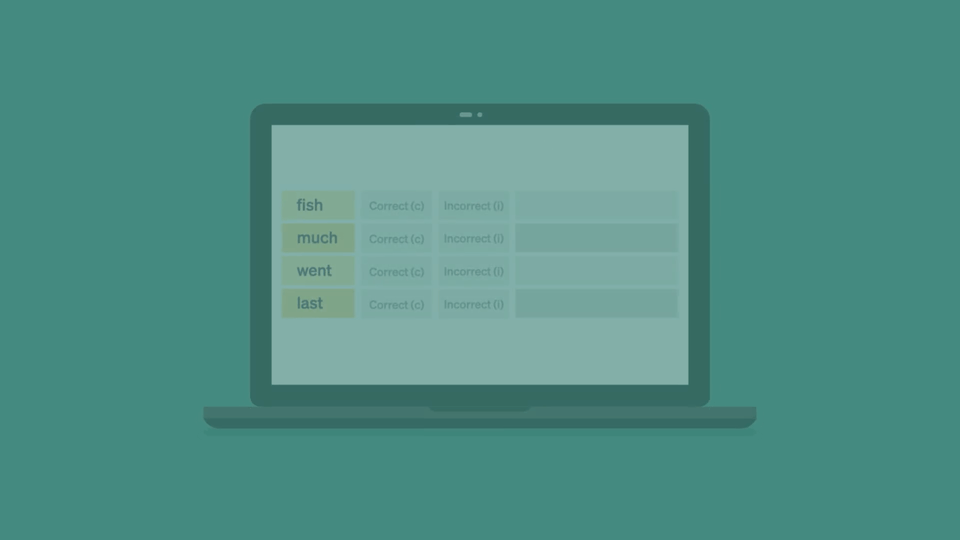 fish Correct (c) Incorrect (i)
much Correct (c) Incorrect (i)
went Correct (c) Incorrect (i)
last Correct (c) Incorrect (i)